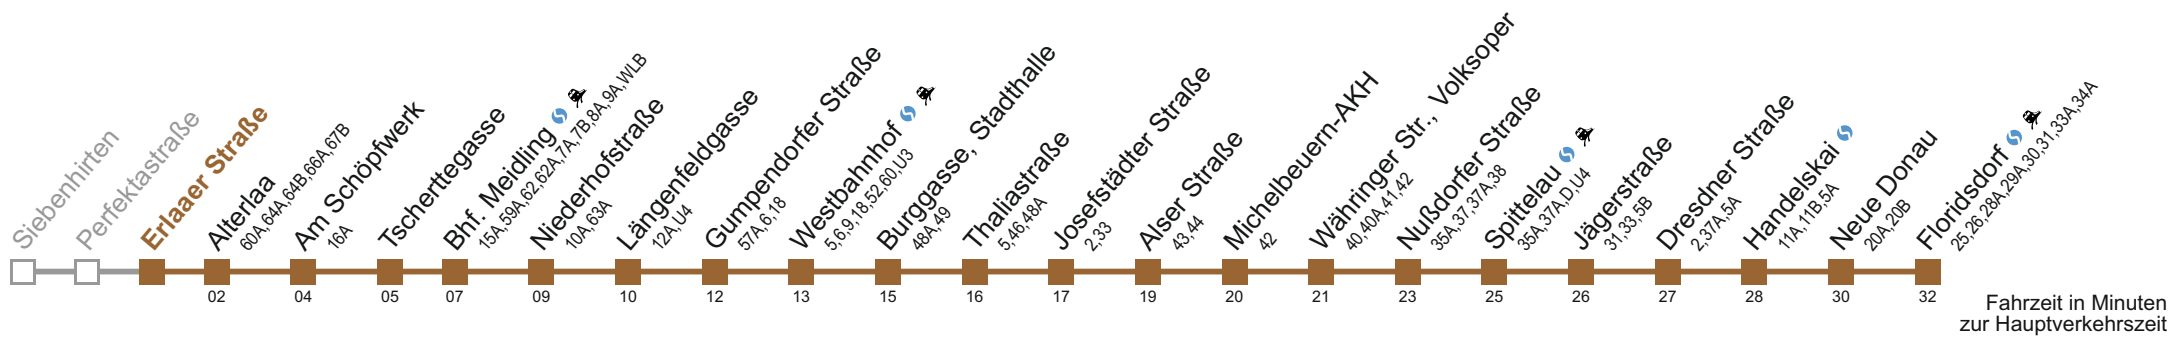 Siebenhirten
Perfektastraße
Erlaaer Straße
Alterlaa
60A,64A,64B,66A,67B
02
Am Schöpfwerk
16A
04
Tscherttegasse
05
Bhf. Meidling
15A,59A,62,62A,7A,7B,8A,9A,WLB
07
Niederhofstraße
10A,63A
09
Längenfeldgasse
12A,U4
10
Gumpendorfer Straße
57A,6,18
12
Westbahnhof
5,6,9,18,52,60,U3
13
Burggasse, Stadthalle
48A,49
15
Thaliastraße
5,46,48A
16
Josefstädter Straße
2,33
17
Alser Straße
43,44
19
Michelbeuern-AKH
42
20
Währinger Str., Volksoper
40,40A,41,42
21
Nußdorfer Straße
35A,37,37A,38
23
Spittelau
35A,37A,D,U4
25
Jägerstraße
31,33,5B
26
Dresdner Straße
2,37A,5A
27
Handelskai
11A,11B,5A
28
Neue Donau
20A,20B
30
Floridsdorf
25,26,28A,29A,30,31,33A,34A
32
Fahrzeit in Minuten
zur Hauptverkehrszeit